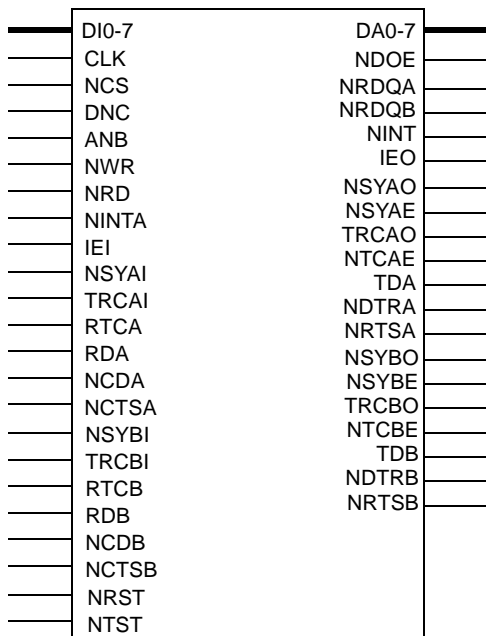 DI0-7
CLK
NCS
DNC
ANB
NWR
NRD
NINTA
IEI
NSYAI
TRCAI
RTCA
RDA
NCDA
NCTSA
NSYBI
TRCBI
RTCB
RDB
NCDB
NCTSB
NRST
NTST
DA0-7
NDOE
NRDQA
NRDQB
NINT
IEO
NSYAO
NSYAE
TRCAO
NTCAE
TDA
NDTRA
NRTSA
NSYBO
NSYBE
TRCBO
NTCBE
TDB
NDTRB
NRTSB